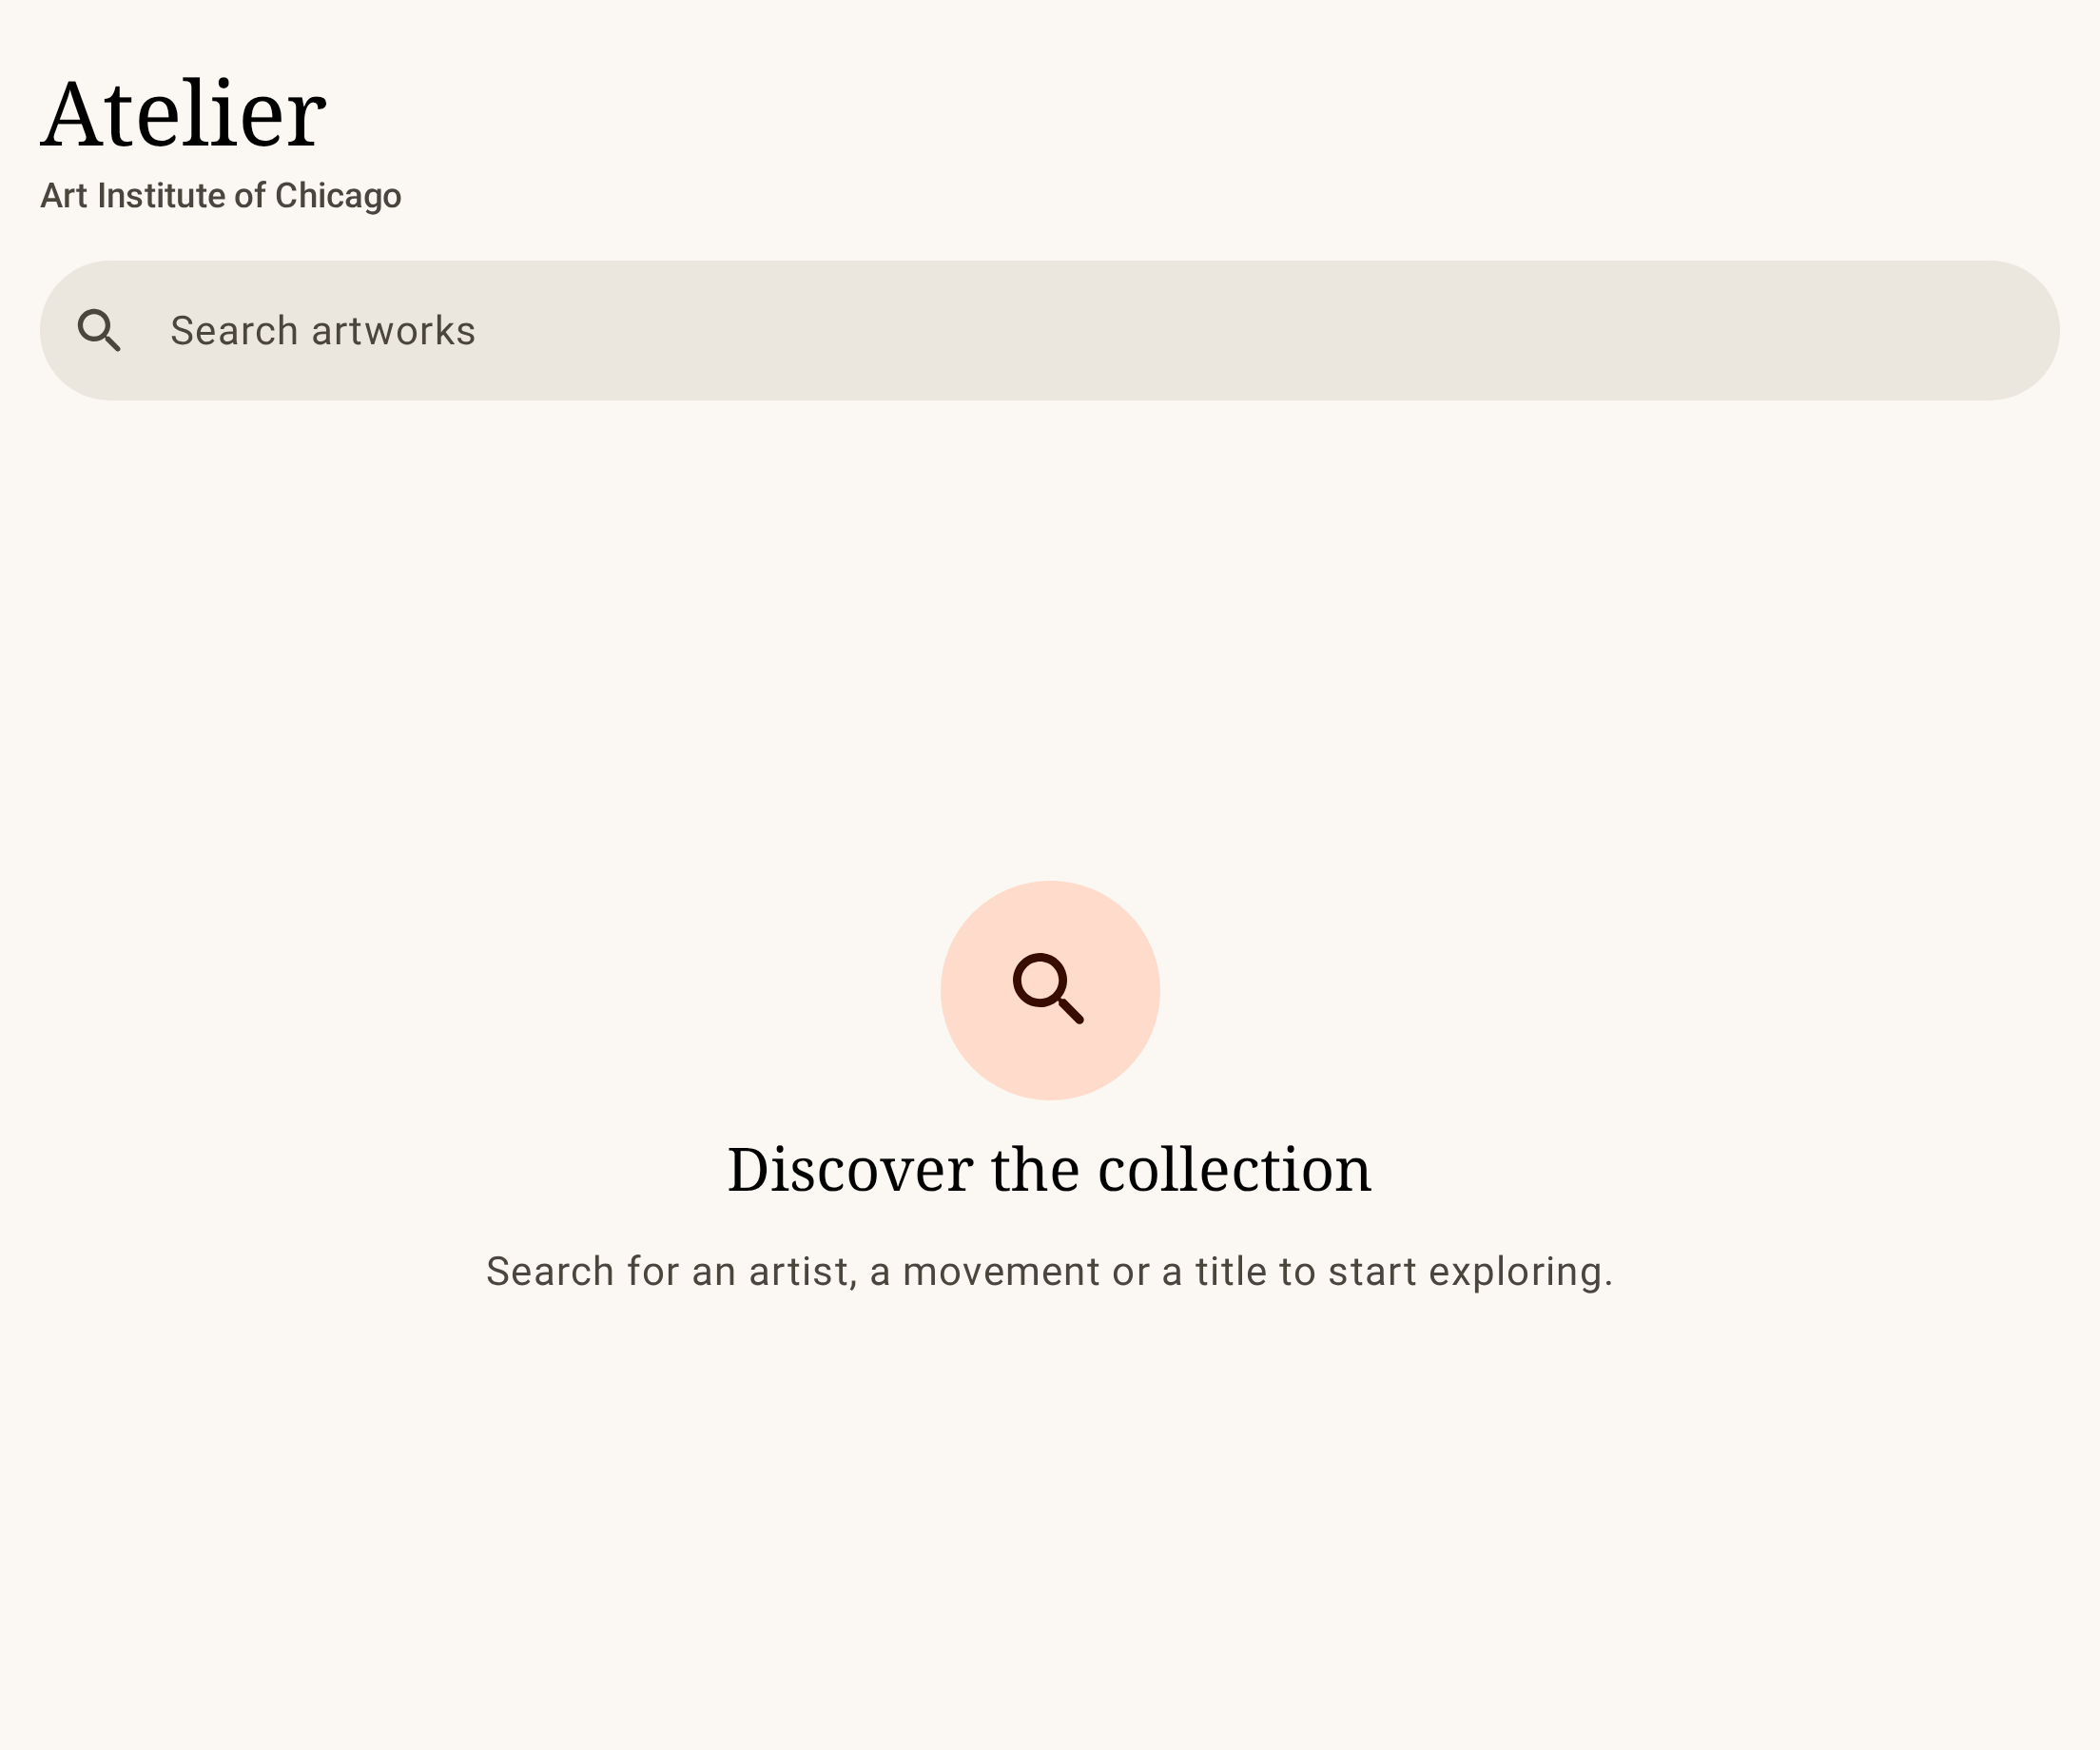 Atelier
Art Institute of Chicago
Search artworks
Discover the collection
Search for an artist, a movement or a title to start exploring.